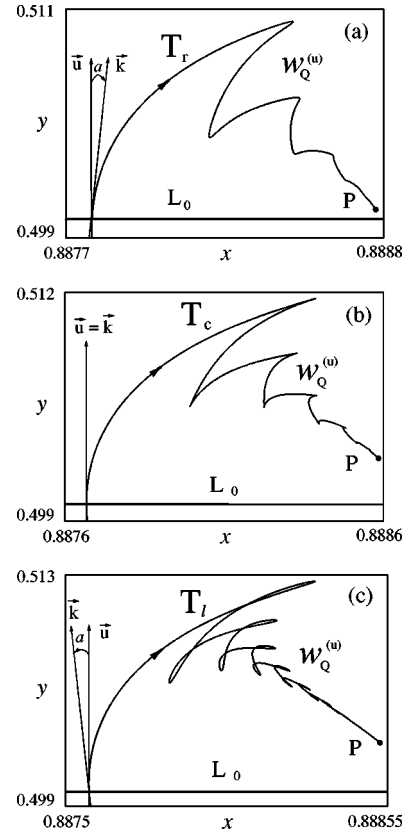 0.511
(a)
u⃗ a k⃗
T_r
W_Q^(u)
y
L_0
P
0.499
0.8877 x 0.8888
0.512
(b)
u⃗ = k⃗
T_c
W_Q^(u)
y
P
L_0
0.499
0.8876 x 0.8886
0.513
(c)
k⃗ a u⃗
T_l
W_Q^(u)
y
P
L_0
0.499
0.8875 x 0.88855